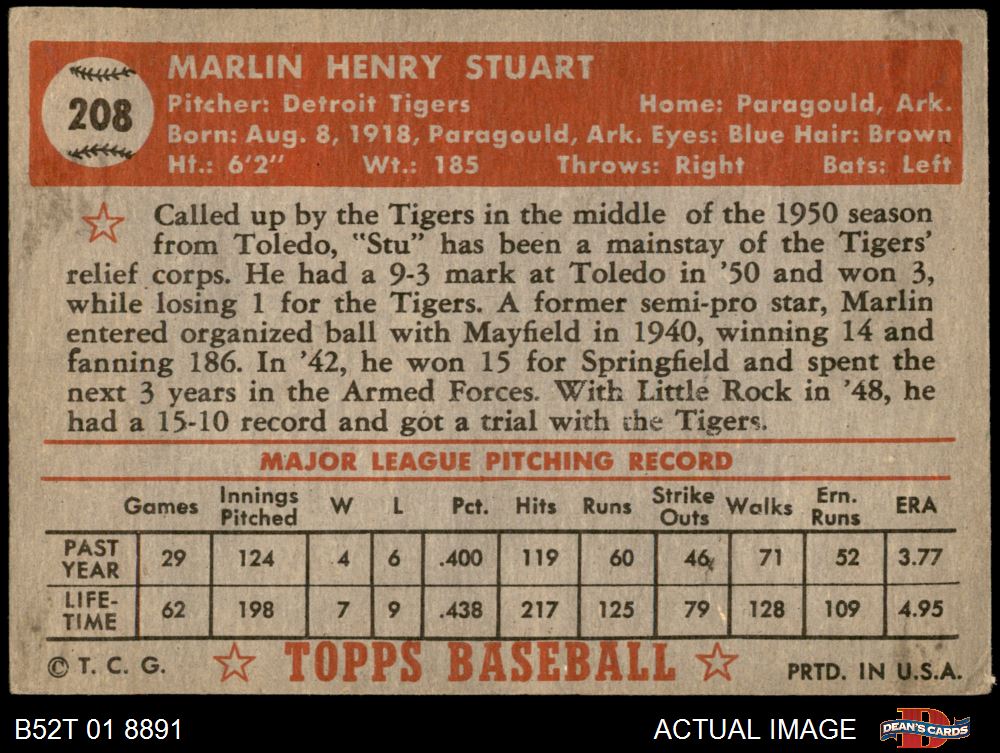 208
MARLIN HENRY STUART
Pitcher: Detroit Tigers Home: Paragould, Ark.
Born: Aug. 8, 1918, Paragould, Ark. Eyes: Blue Hair: Brown
Ht.: 6'2" Wt.: 185 Throws: Right Bats: Left
Called up by the Tigers in the middle of the 1950 season
from Toledo, "Stu" has been a mainstay of the Tigers'
relief corps. He had a 9-3 mark at Toledo in '50 and won 3,
while losing 1 for the Tigers. A former semi-pro star, Marlin
entered organized ball with Mayfield in 1940, winning 14 and
fanning 186. In '42, he won 15 for Springfield and spent the
next 3 years in the Armed Forces. With Little Rock in '48, he
had a 15-10 record and got a trial with the Tigers.
MAJOR LEAGUE PITCHING RECORD
Games Innings Pitched W L Pct. Hits Runs Strike Outs Walks Ern. Runs ERA
PAST YEAR 29 124 4 6 .400 119 60 46 71 52 3.77
LIFE-TIME 62 198 7 9 .438 217 125 79 128 109 4.95
© T. C. G. TOPPS BASEBALL PRTD. IN U.S.A.
B52T 01 8891 ACTUAL IMAGE DEAN'S CARDS